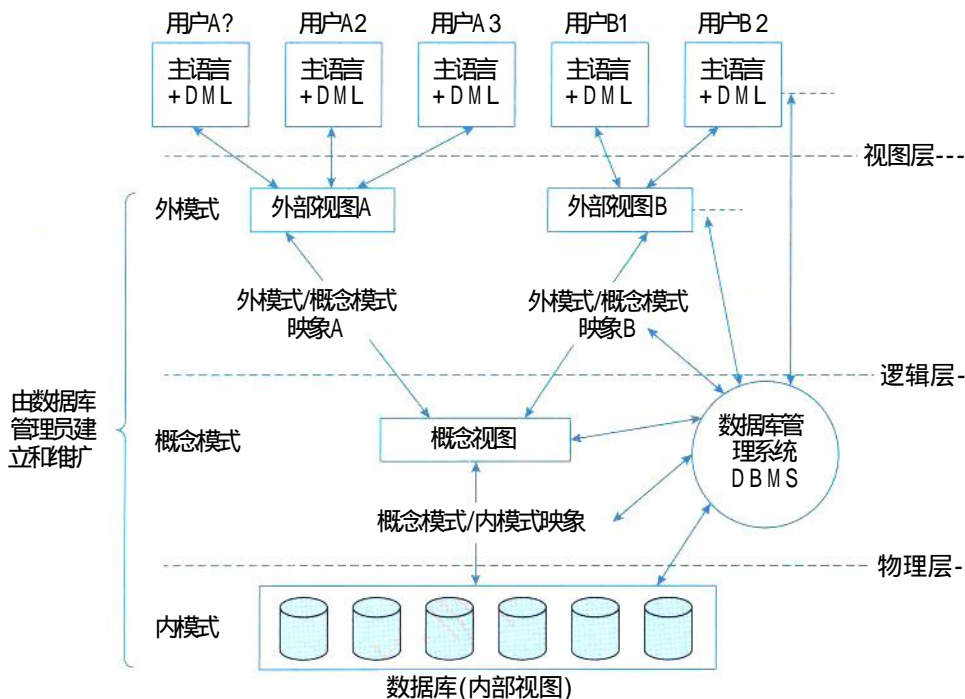 用户A?
用户A2
用户A3
用户B1
用户B2
主语言
+DML
主语言
+DML
主语言
+DML
主语言
+DML
主语言
+DML
视图层---
外模式
外部视图A
外部视图B
外模式/概念模式
映象A
外模式/概念模式
映象B
逻辑层-
由数据库
管理员建
立和维扩
概念模式
概念视图
数据库管
理系统
DBMS
概念模式/内模式映象
物理层-
内模式
数据库(内部视图)